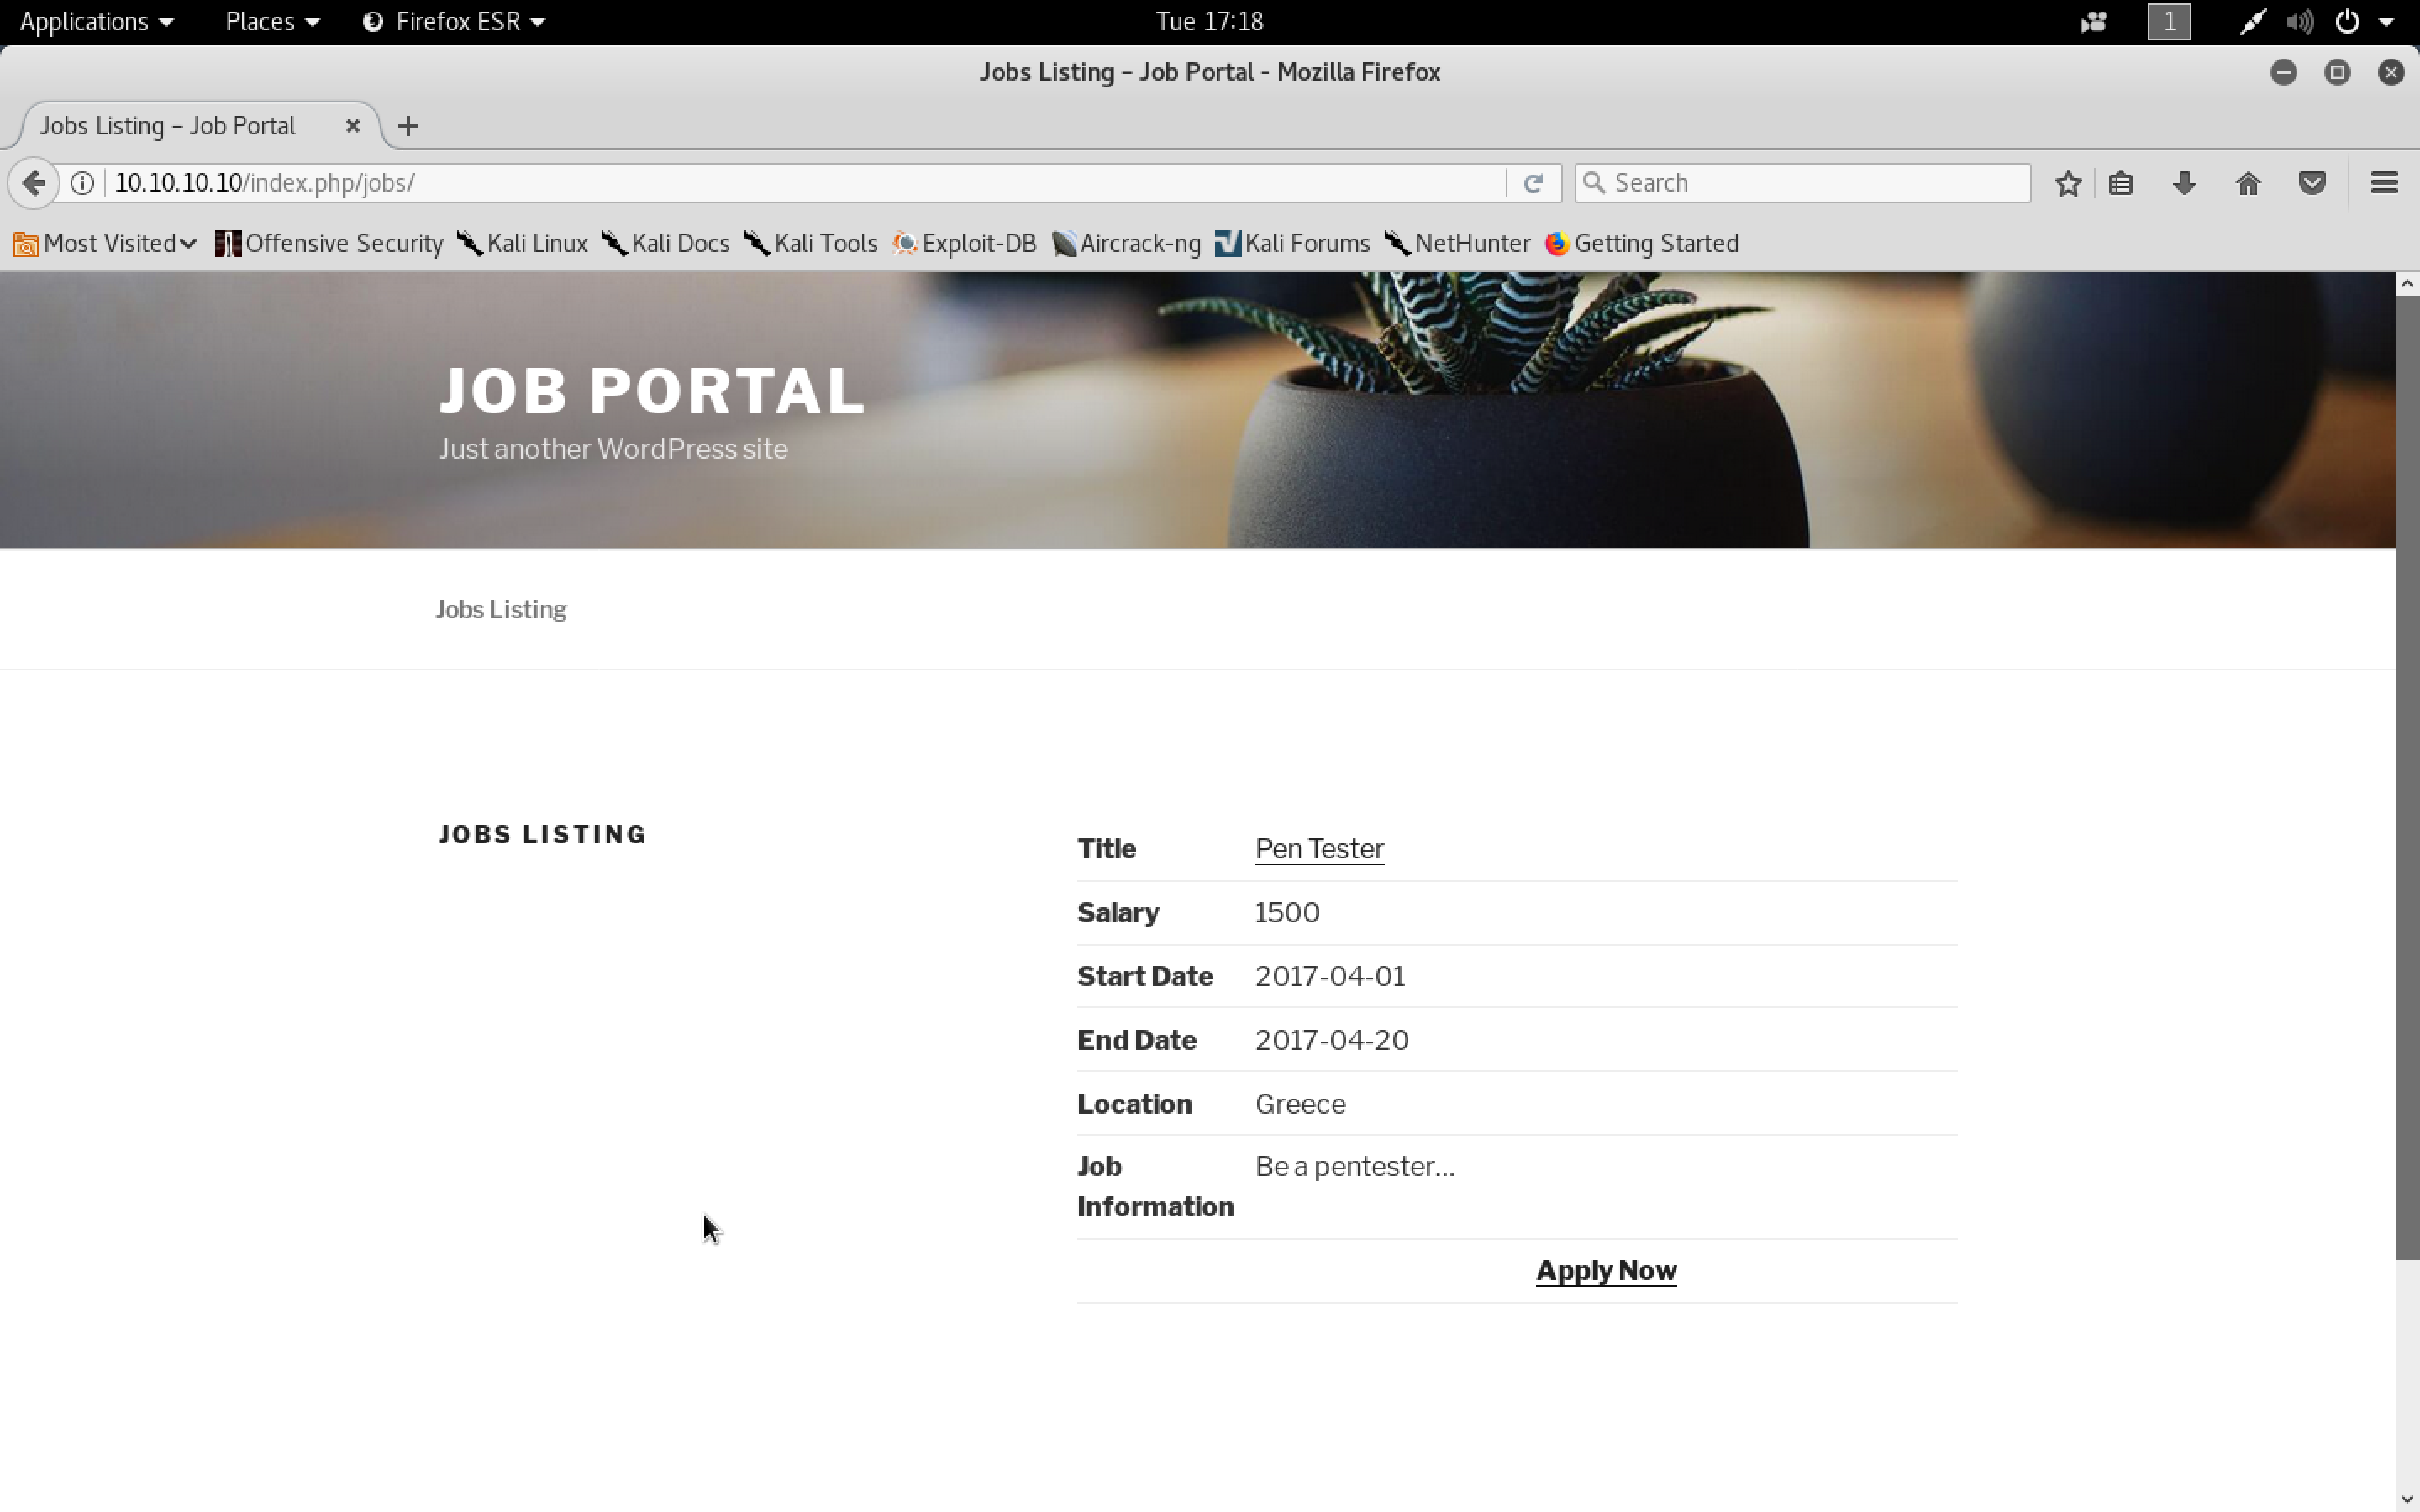 Applications Places Firefox ESR Tue 17:18 1
Jobs Listing – Job Portal - Mozilla Firefox
Jobs Listing – Job Portal
10.10.10.10/index.php/jobs/ Search
Most Visited Offensive Security Kali Linux Kali Docs Kali Tools Exploit-DB Aircrack-ng Kali Forums NetHunter Getting Started
JOB PORTAL
Just another WordPress site
Jobs Listing
JOBS LISTING
Title Pen Tester
Salary 1500
Start Date 2017-04-01
End Date 2017-04-20
Location Greece
Job Be a pentester...
Information
Apply Now